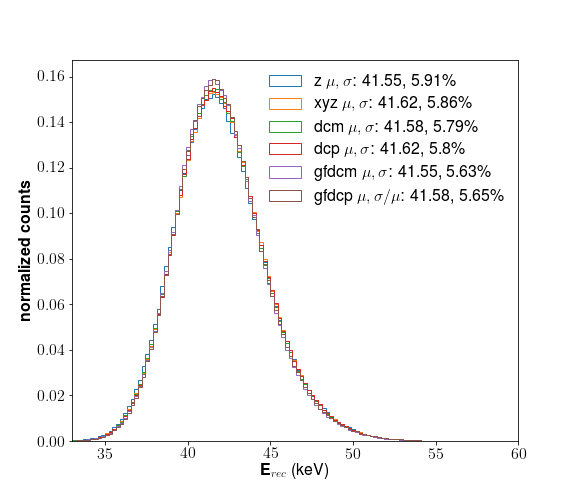 0.16
0.14
0.12
0.10
0.08
0.06
0.04
0.02
0.00
normalized counts
z μ, σ: 41.55, 5.91%
xyz μ, σ: 41.62, 5.86%
dcm μ, σ: 41.58, 5.79%
dcp μ, σ: 41.62, 5.8%
gfdcm μ, σ: 41.55, 5.63%
gfdcp μ, σ/μ: 41.58, 5.65%
35 40 45 50 55 60
E_rec (keV)